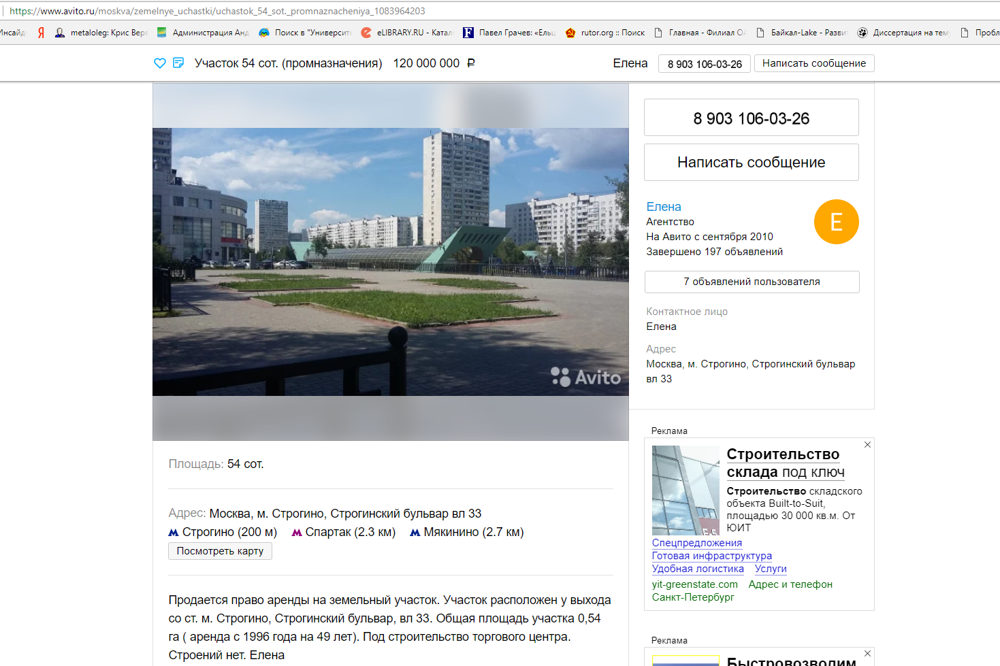 https://www.avito.ru/moskva/zemelnye_uchastki/uchastok_54_sot._promnaznacheniya_1083964203
metaloleg: Крис Вер Администрация Анд Поиск в "Университ eLIBRARY.RU - Катал Павел Грачев: «Ельц rutor.org :: Поиск Главная - Филиал О Байкал-Lake - Разви Диссертация на тем Пробл
Участок 54 сот. (промназначения) 120 000 000 ₽ Елена 8 903 106-03-26 Написать сообщение
8 903 106-03-26
Написать сообщение
Елена
Агентство
На Авито с сентября 2010
Завершено 197 объявлений
E
7 объявлений пользователя
Контактное лицо
Елена
Адрес
Москва, м. Строгино, Строгинский бульвар
вл 33
Avito
Площадь: 54 сот.
Адрес: Москва, м. Строгино, Строгинский бульвар вл 33
Строгино (200 м) Спартак (2.3 км) Мякинино (2.7 км)
Посмотреть карту
Продается право аренды на земельный участок. Участок расположен у выхода
со ст. м. Строгино, Строгинский бульвар, вл 33. Общая площадь участка 0,54
га ( аренда с 1996 года на 49 лет). Под строительство торгового центра.
Строений нет. Елена
Реклама
Строительство
склада под ключ
Строительство складского
объекта Built-to-Suit,
площадью 30 000 кв.м. От
ЮИТ
Спецпредложения
Готовая инфраструктура
Удобная логистика Услуги
yit-greenstate.com Адрес и телефон
Санкт-Петербург
Реклама
Быстровозводим